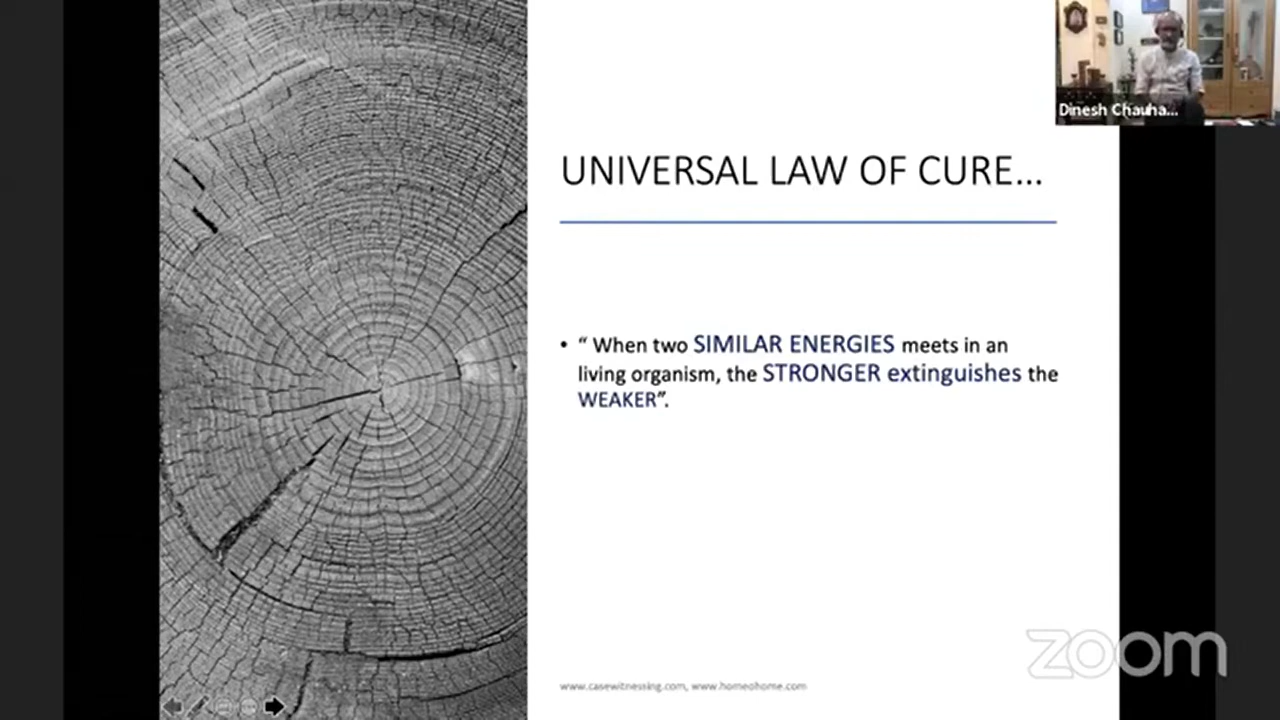 Dinesh Chauha...
UNIVERSAL LAW OF CURE...
• “ When two SIMILAR ENERGIES meets in an
living organism, the STRONGER extinguishes the
WEAKER”.
zoom
www.casewitnessing.com, www.homeohome.com